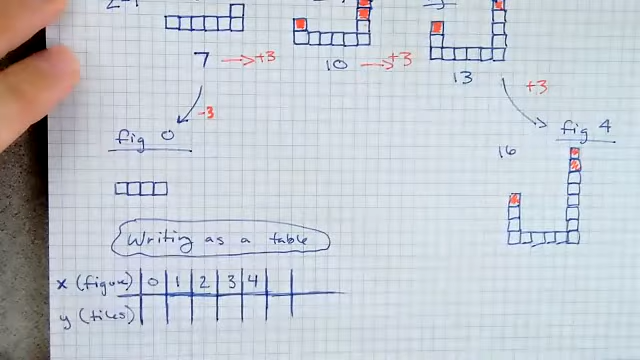 7 → +3
10 → +3
13
+3
-3
fig 0
fig 4
16
Writing as a table
x (figure) 0 1 2 3 4
y (tiles)